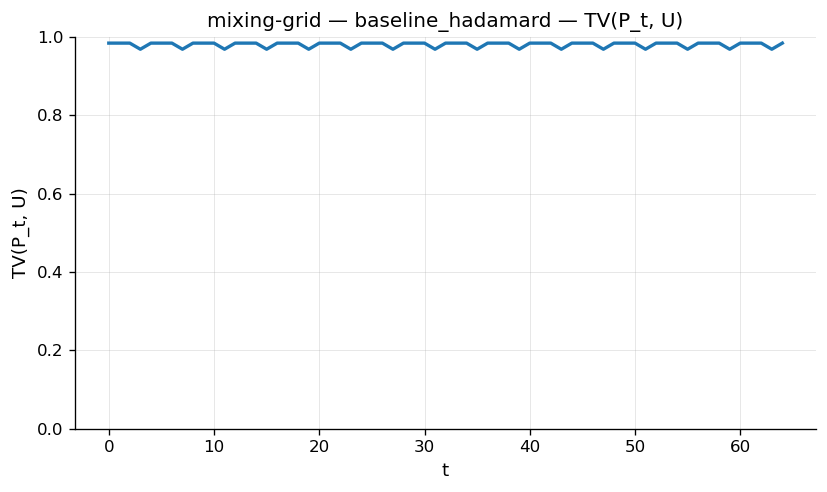 mixing-grid — baseline_hadamard — TV(P_t, U)
TV(P_t, U)
1.0
0.8
0.6
0.4
0.2
0.0
0 10 20 30 40 50 60
t